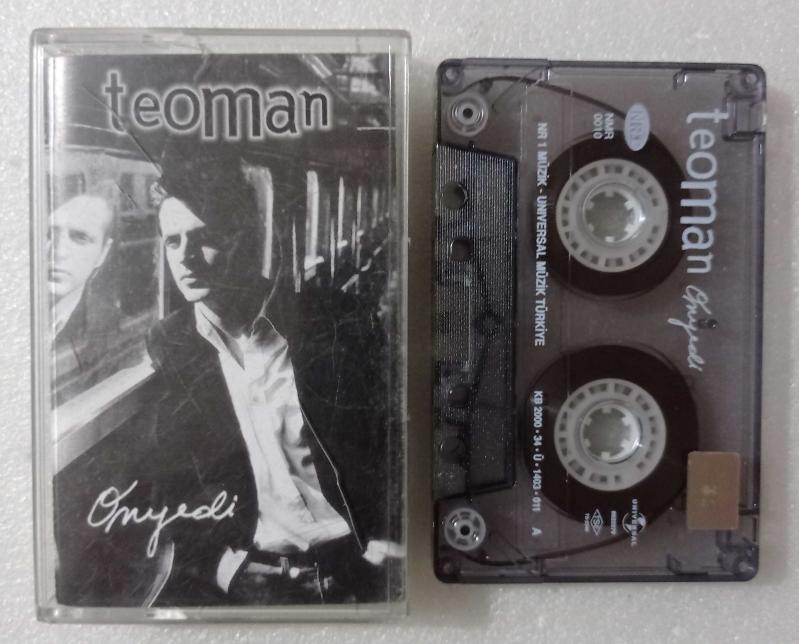 teoman
Onyedi
teoman Onyedi
NR1
NMR
0010
NR 1 MÜZİK - UNIVERSAL MÜZİK TÜRKİYE
KB 2000 • 34 • Ü • 1403 • 011 A
UNIVERSAL
TSE